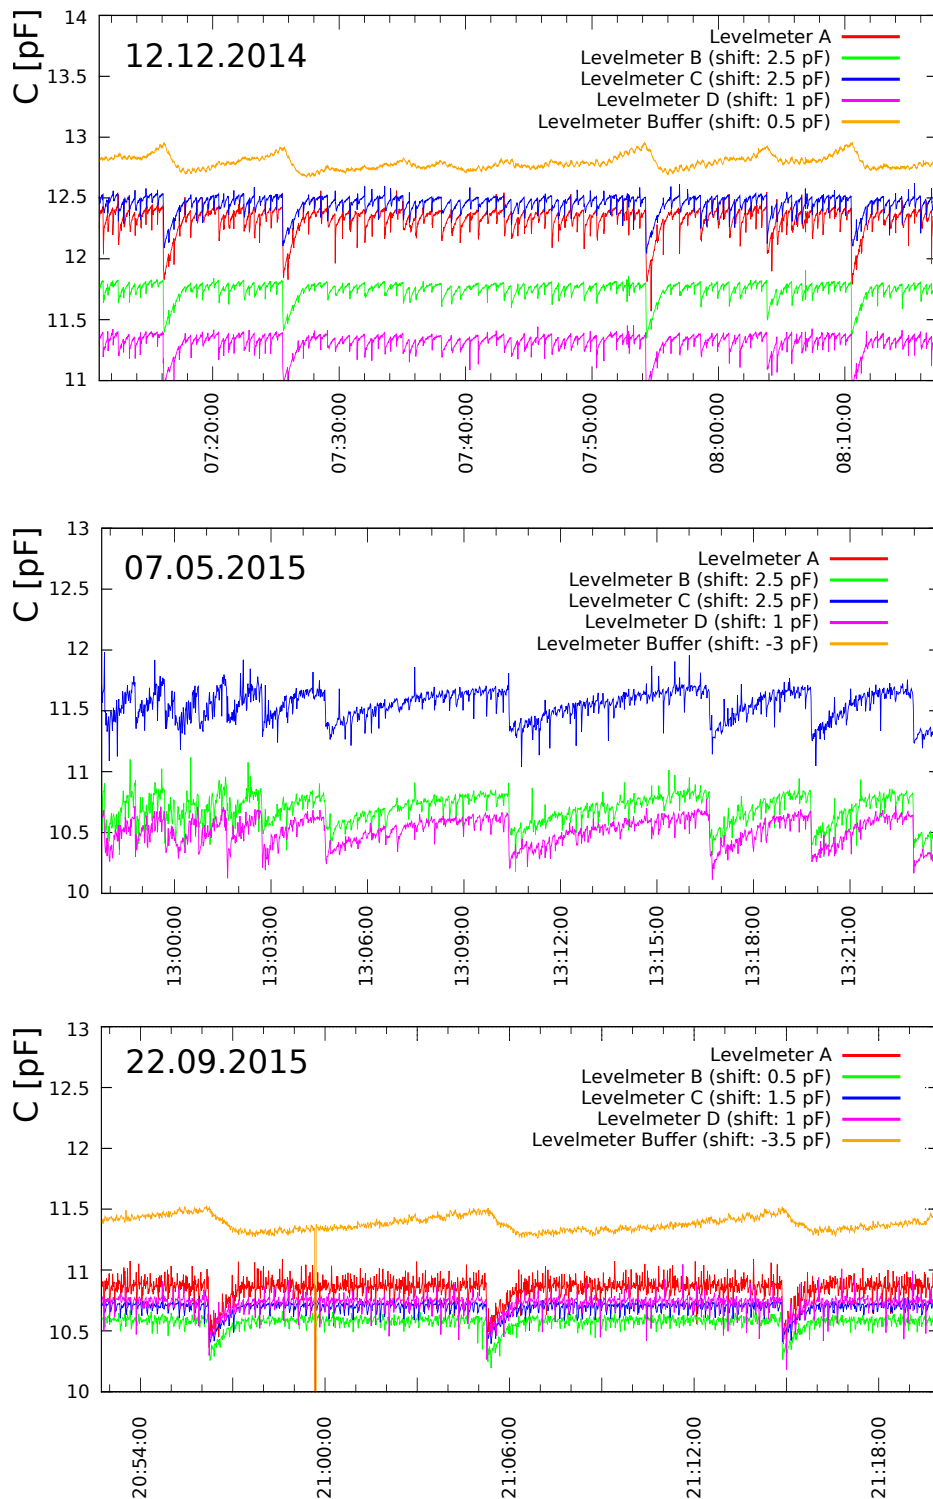 C [pF]
12.12.2014
Levelmeter A
Levelmeter B (shift: 2.5 pF)
Levelmeter C (shift: 2.5 pF)
Levelmeter D (shift: 1 pF)
Levelmeter Buffer (shift: 0.5 pF)
14
13.5
13
12.5
12
11.5
11
07:20:00
07:30:00
07:40:00
07:50:00
08:00:00
08:10:00
C [pF]
07.05.2015
Levelmeter A
Levelmeter B (shift: 2.5 pF)
Levelmeter C (shift: 2.5 pF)
Levelmeter D (shift: 1 pF)
Levelmeter Buffer (shift: -3 pF)
13
12.5
12
11.5
11
10.5
10
13:00:00
13:03:00
13:06:00
13:09:00
13:12:00
13:15:00
13:18:00
13:21:00
C [pF]
22.09.2015
Levelmeter A
Levelmeter B (shift: 0.5 pF)
Levelmeter C (shift: 1.5 pF)
Levelmeter D (shift: 1 pF)
Levelmeter Buffer (shift: -3.5 pF)
13
12.5
12
11.5
11
10.5
10
20:54:00
21:00:00
21:06:00
21:12:00
21:18:00